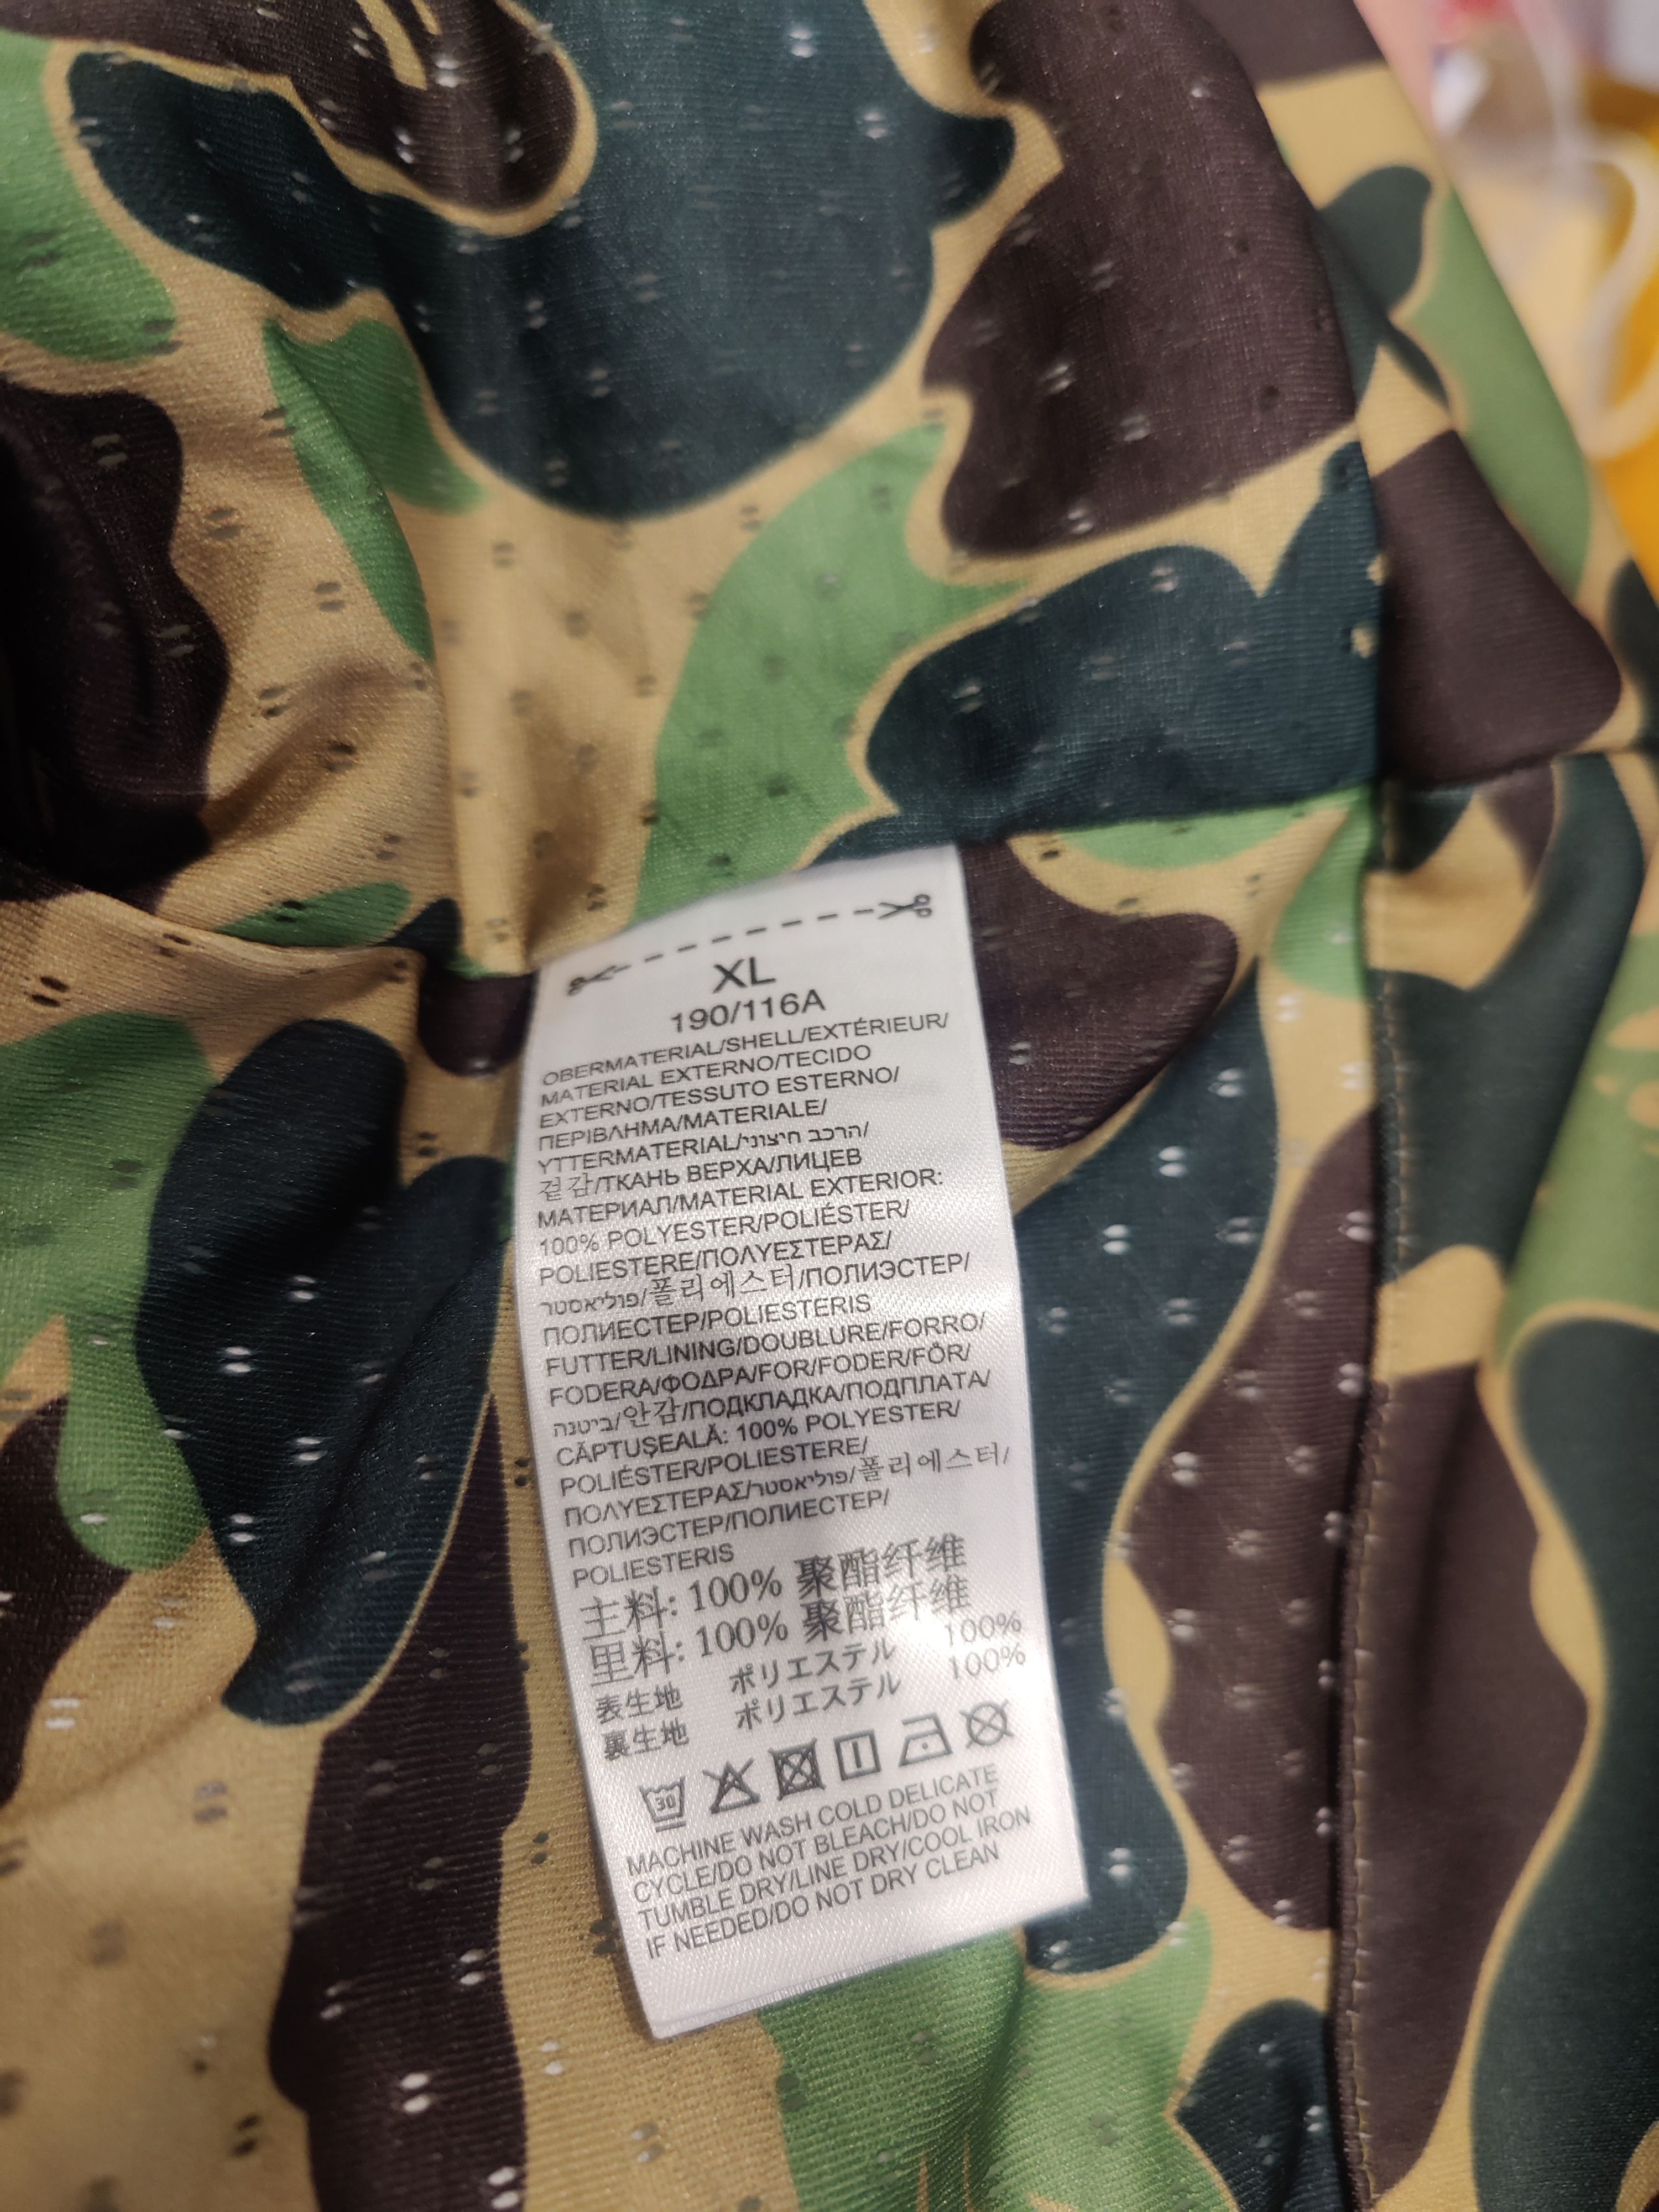 XL
190/116A
OBERMATERIAL/SHELL/EXTÉRIEUR/
MATERIAL EXTERNO/TECIDO
EXTERNO/TESSUTO ESTERNO/
ΠΕΡΙΒΛΗΜΑ/MATERIALE/
YTTERMATERIAL/הרכב חיצוני/
겉감/ТКАНЬ ВЕРХА/ЛИЦЕВ
МАТЕРИАЛ/MATERIAL EXTERIOR:
100% POLYESTER/POLIÉSTER/
POLIESTERE/ΠΟΛΥΕΣΤΕΡΑΣ/
פוליאסטר/폴리에스터/ПОЛИЭСТЕР/
ПОЛИЕСТЕР/POLIESTERIS
FUTTER/LINING/DOUBLURE/FORRO/
FODERA/ΦΟΔΡΑ/FOR/FODER/FÖR/
ביטנה/안감/ПОДКЛАДКА/ПОДПЛАТА/
CĂPTUŞEALĂ: 100% POLYESTER/
POLIÉSTER/POLIESTERE/
ΠΟΛΥΕΣΤΕΡΑΣ/פוליאסטר/폴리에스터/
ПОЛИЭСТЕР/ПОЛИЕСТЕР/
POLIESTERIS
主料: 100% 聚酯纤维
里料: 100% 聚酯纤维
表生地 ポリエステル 100%
裏生地 ポリエステル 100%
30
MACHINE WASH COLD DELICATE
CYCLE/DO NOT BLEACH/DO NOT
TUMBLE DRY/LINE DRY/COOL IRON
IF NEEDED/DO NOT DRY CLEAN